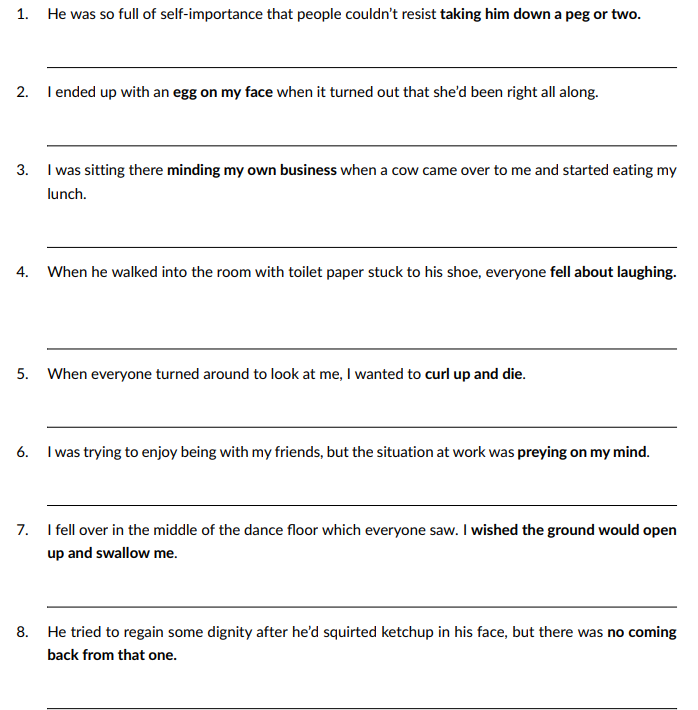 1. He was so full of self-importance that people couldn't resist taking him down a peg or two.
2. I ended up with an egg on my face when it turned out that she'd been right all along.
3. I was sitting there minding my own business when a cow came over to me and started eating my
lunch.
4. When he walked into the room with toilet paper stuck to his shoe, everyone fell about laughing.
5. When everyone turned around to look at me, I wanted to curl up and die.
6. I was trying to enjoy being with my friends, but the situation at work was preying on my mind.
7. I fell over in the middle of the dance floor which everyone saw. I wished the ground would open
up and swallow me.
8. He tried to regain some dignity after he'd squirted ketchup in his face, but there was no coming
back from that one.